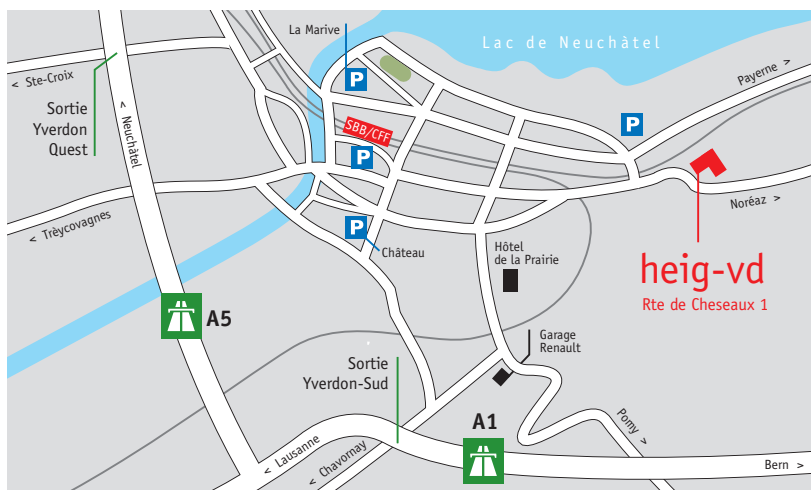 La Marive
Lac de Neuchâtel
< Ste-Croix
Payerne >
P
Sortie
Yverdon
Quest
< Neuchâtel
SBB/CFF
P
P
Noréaz >
< Trèycovagnes
P
Château
Hôtel
de la Prairie
heig-vd
Rte de Cheseaux 1
A5
Garage
Renault
Sortie
Yverdon-Sud
A1
Pomy >
< Lausanne
< Chavornay
Bern >